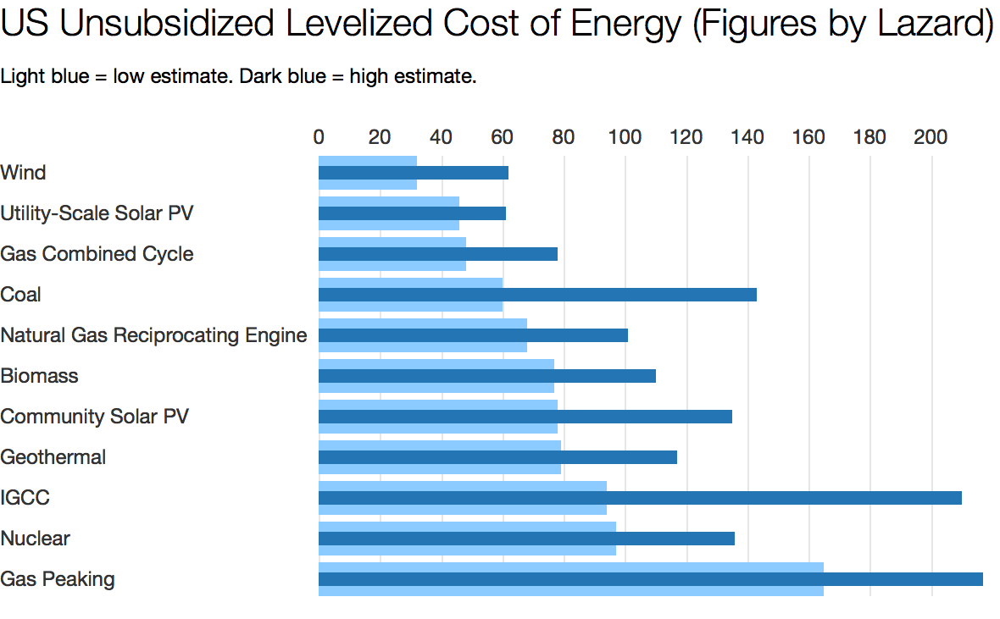 US Unsubsidized Levelized Cost of Energy (Figures by Lazard)
Light blue = low estimate. Dark blue = high estimate.
0 20 40 60 80 100 120 140 160 180 200
Wind
Utility-Scale Solar PV
Gas Combined Cycle
Coal
Natural Gas Reciprocating Engine
Biomass
Community Solar PV
Geothermal
IGCC
Nuclear
Gas Peaking